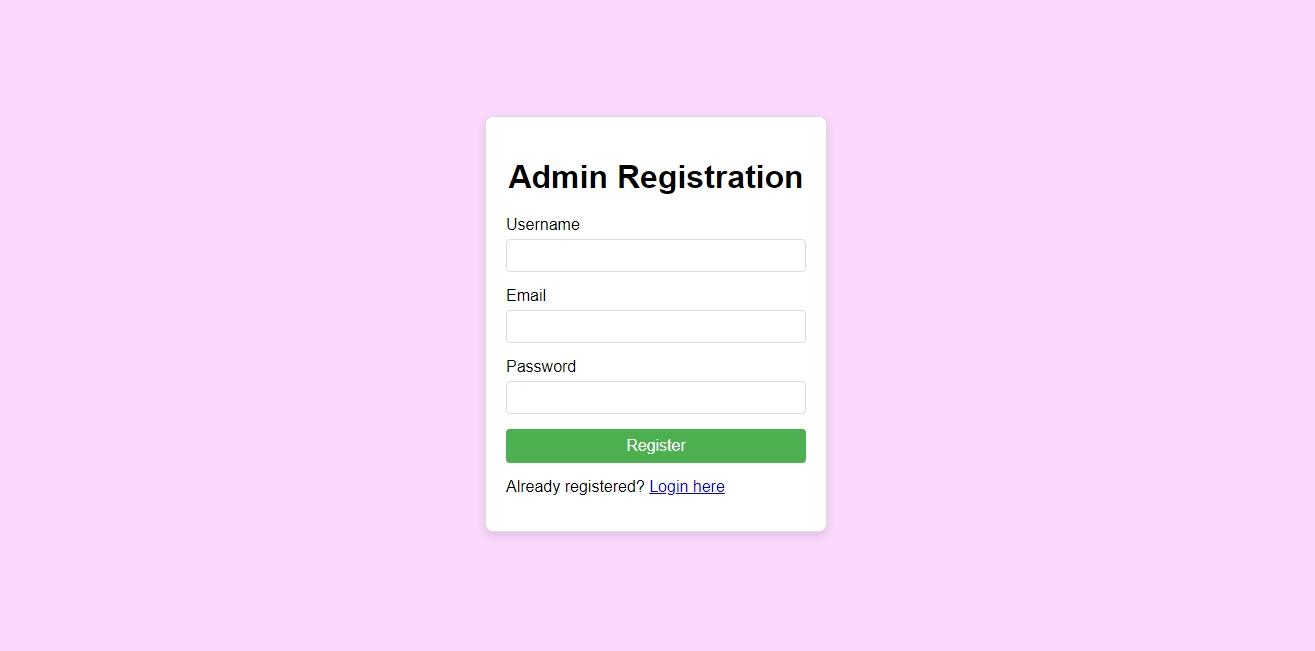 Admin Registration
Username
Email
Password
Register
Already registered? Login here